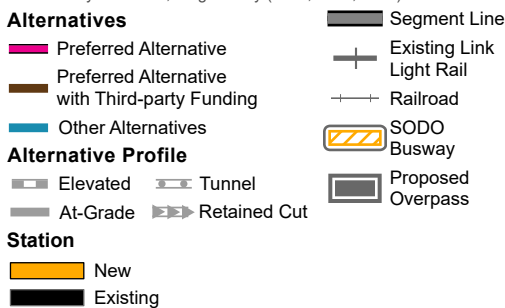 Alternatives
Preferred Alternative
Preferred Alternative
with Third-party Funding
Other Alternatives
Alternative Profile
Elevated
Tunnel
At-Grade
Retained Cut
Station
New
Existing
Segment Line
Existing Link
Light Rail
Railroad
SODO
Busway
Proposed
Overpass